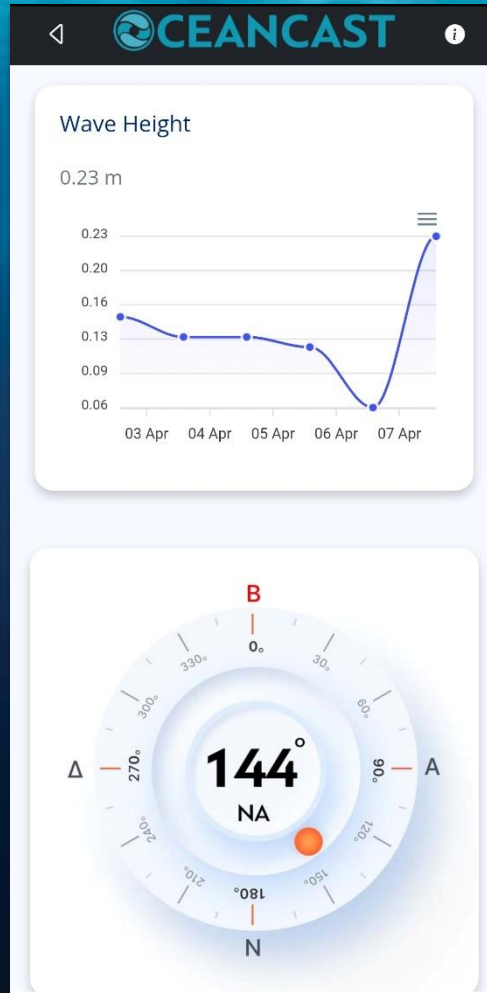 OCEANCAST
Wave Height
0.23 m
0.23
0.20
0.16
0.13
0.09
0.06
03 Apr 04 Apr 05 Apr 06 Apr 07 Apr
Β
0°
330° 30°
300° 60°
Δ 270° 90° Α
144°
ΝΑ
240° 120°
210° 150°
180°
Ν